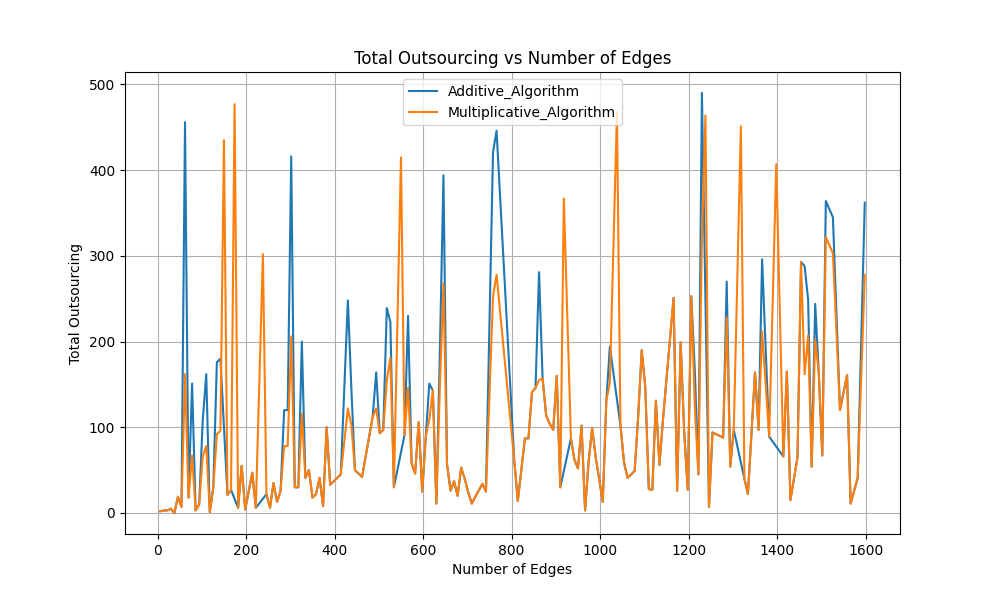 Total Outsourcing vs Number of Edges
Additive_Algorithm
Multiplicative_Algorithm
Total Outsourcing
500
400
300
200
100
0
0 200 400 600 800 1000 1200 1400 1600
Number of Edges